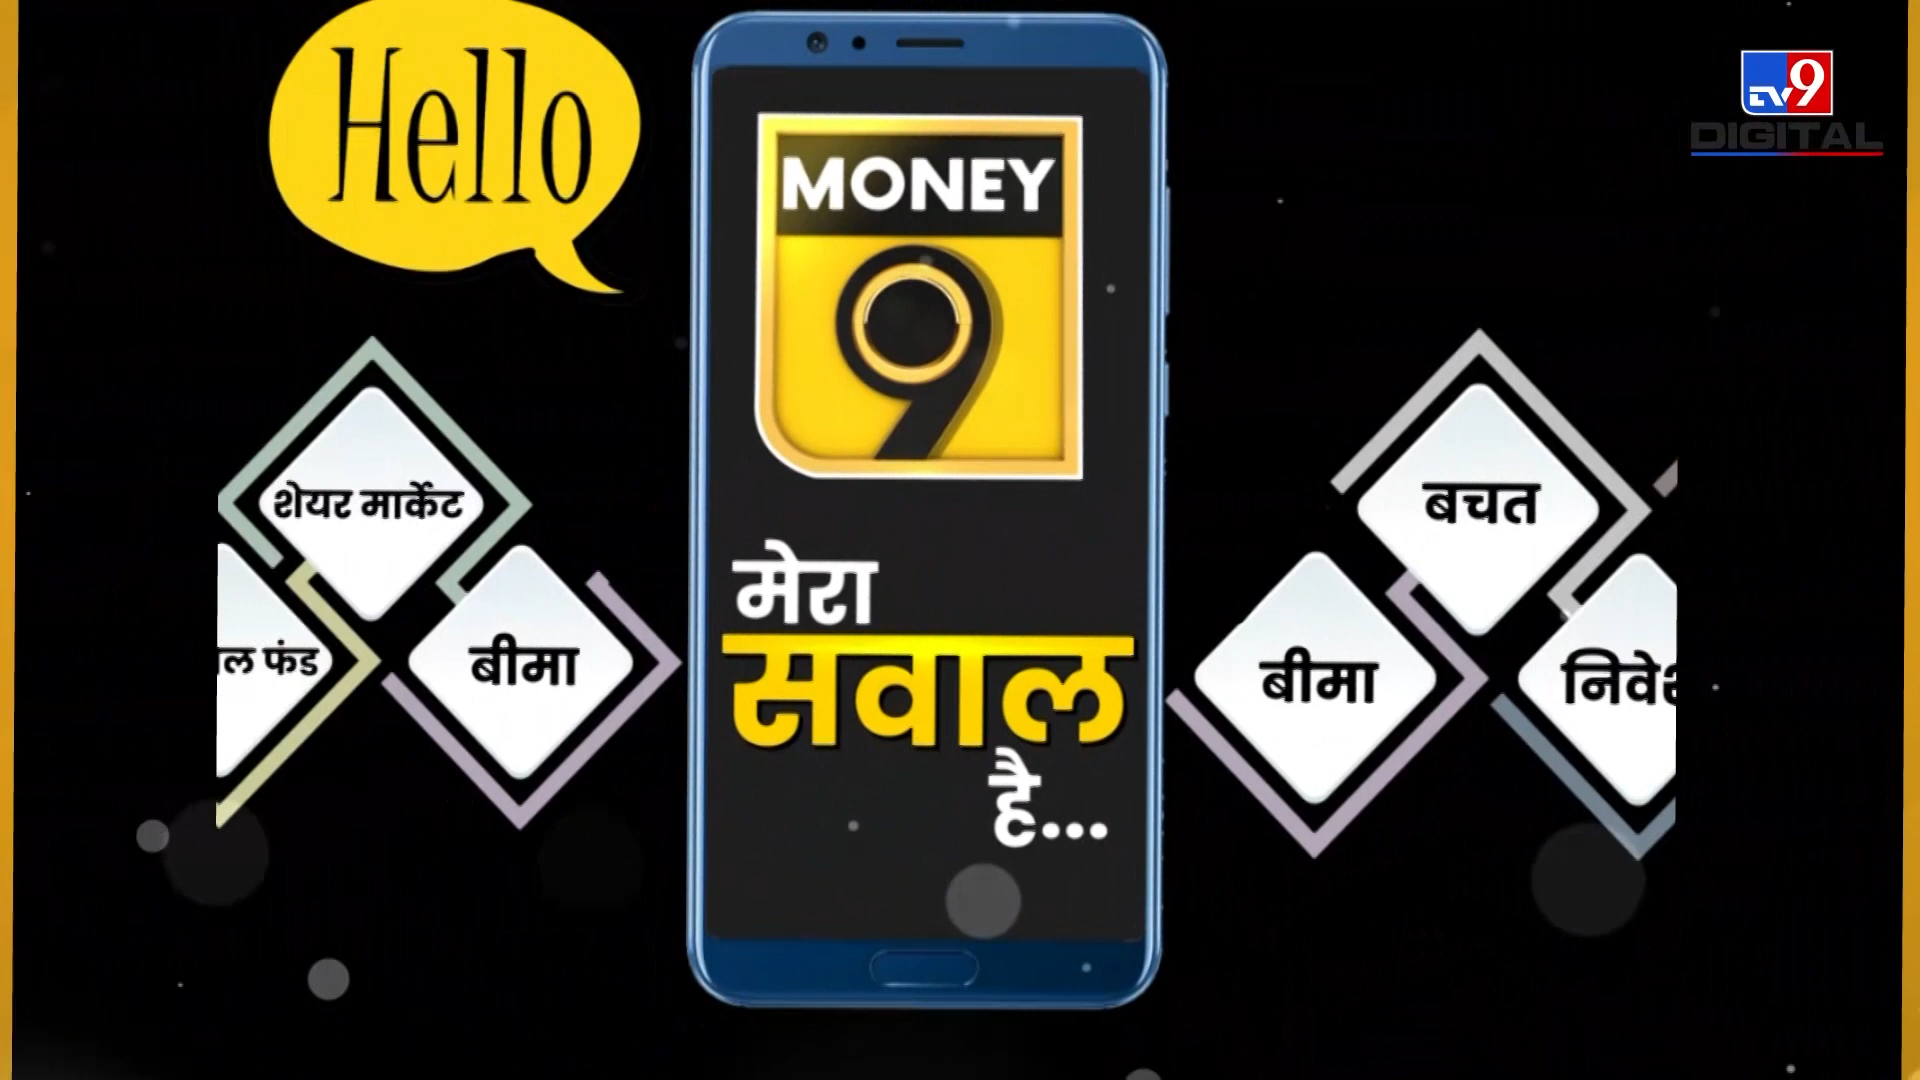 Hello
TV9
DIGITAL
MONEY
9
मेरा
सवाल
है...
शेयर मार्केट
फंड
बीमा
बचत
बीमा